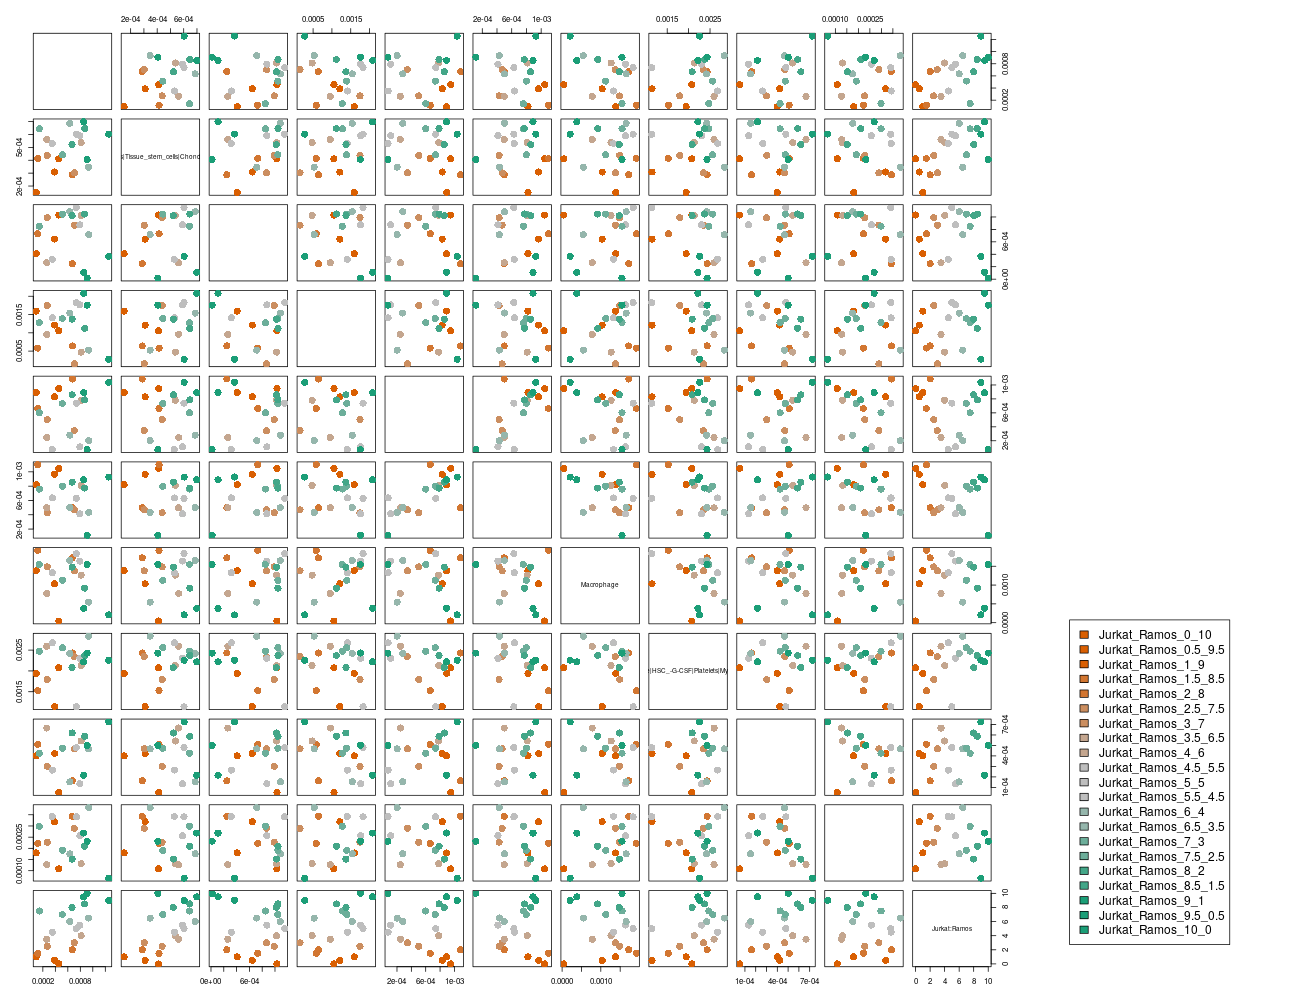 2e-04 4e-04 6e-04 0.0005 0.0015 2e-04 6e-04 1e-03 0.0015 0.0025 0.00010 0.00025
0.0002 0.0008
2e-04 5e-04
|Tissue_stem_cells|Chond
0e+00 6e-04
0.0005 0.0015
2e-04 6e-04 1e-03
2e-04 6e-04 1e-03
Macrophage
0.0000 0.0010
0.0015 0.0025
|HSC_-G-CSF|Platelets|My
1e-04 4e-04 7e-04
0.00010 0.00025
Jurkat:Ramos
0 2 4 6 8 10
0.0002 0.0008 0e+00 6e-04 2e-04 6e-04 1e-03 0.0000 0.0010 1e-04 4e-04 7e-04 0 2 4 6 8 10
Jurkat_Ramos_0_10
Jurkat_Ramos_0.5_9.5
Jurkat_Ramos_1_9
Jurkat_Ramos_1.5_8.5
Jurkat_Ramos_2_8
Jurkat_Ramos_2.5_7.5
Jurkat_Ramos_3_7
Jurkat_Ramos_3.5_6.5
Jurkat_Ramos_4_6
Jurkat_Ramos_4.5_5.5
Jurkat_Ramos_5_5
Jurkat_Ramos_5.5_4.5
Jurkat_Ramos_6_4
Jurkat_Ramos_6.5_3.5
Jurkat_Ramos_7_3
Jurkat_Ramos_7.5_2.5
Jurkat_Ramos_8_2
Jurkat_Ramos_8.5_1.5
Jurkat_Ramos_9_1
Jurkat_Ramos_9.5_0.5
Jurkat_Ramos_10_0